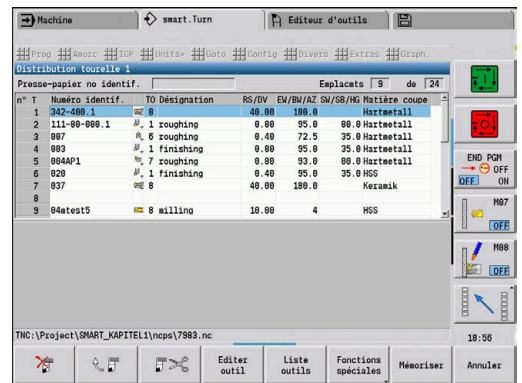 Machine
smart.Turn
Editeur d'outils
Prog Amorc ICP Units» Goto Config Divers Extras Graph.
Distribution tourelle 1
Presse-papier no identif. Emplacmts 9 de 24
n° T Numéro identif. TO Désignation RS/DV EW/BW/AZ SW/SB/HG Matière coupe
1 342-400.1 8 40.00 180.0 Hartmetall
2 111-80-080.1 1 roughing 0.80 95.0 80.0 Hartmetall
3 007 6 roughing 0.40 72.5 35.0 Hartmetall
4 003 1 finishing 0.80 95.0 35.0 Hartmetall
5 004AP1 7 roughing 0.80 93.0 80.0 Hartmetall
6 020 1 finishing 0.40 95.0 35.0 HSS
7 037 8 40.00 180.0 Keramik
8
9 04mtest5 8 milling 10.00 4 HSS
TNC:\Project\SMART_KAPITEL1\ncps\7983.nc
Editer outil
Liste outils
Fonctions spéciales
Mémoriser
Annuler
END PGM
OFF
OFF ON
M07
OFF
M08
OFF
18:56